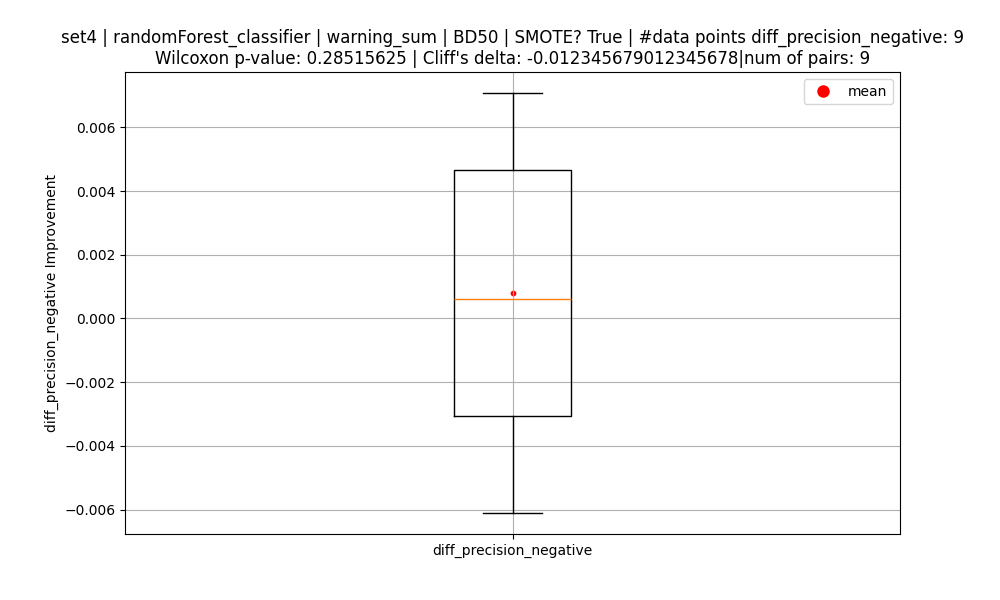 set4 | randomForest_classifier | warning_sum | BD50 | SMOTE? True | #data points diff_precision_negative: 9
Wilcoxon p-value: 0.28515625 | Cliff's delta: -0.012345679012345678|num of pairs: 9
mean
0.006
0.004
0.002
0.000
−0.002
−0.004
−0.006
diff_precision_negative Improvement
diff_precision_negative